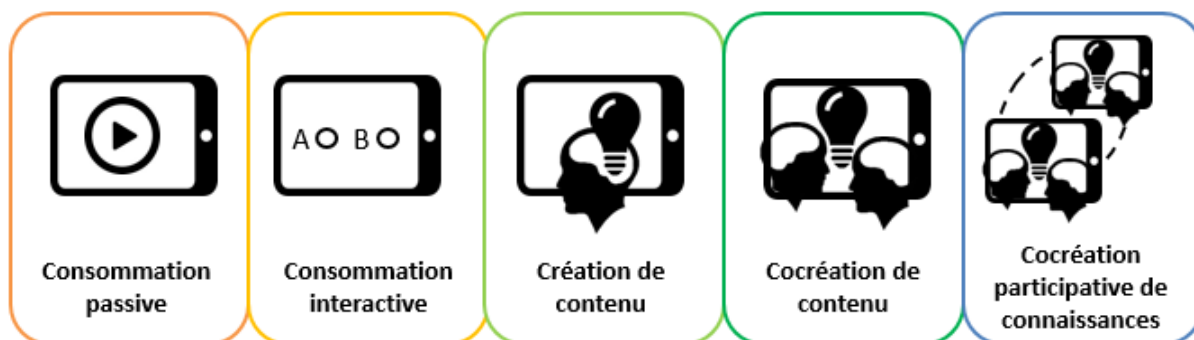 A B
Consommation
passive
Consommation
interactive
Création de
contenu
Cocréation de
contenu
Cocréation
participative de
connaissances